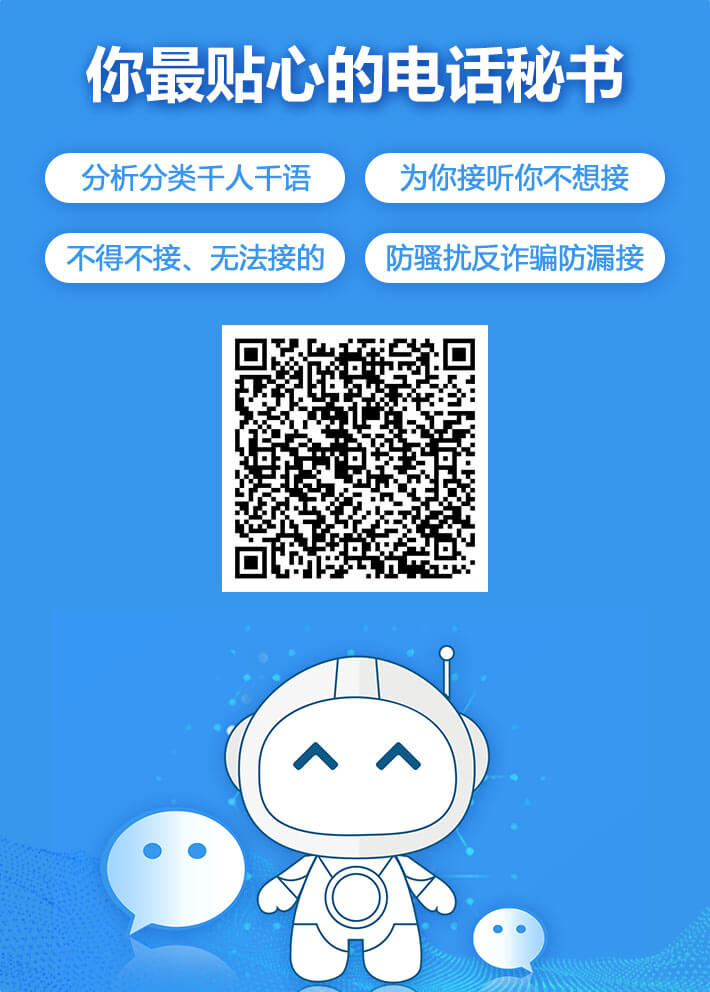 你最贴心的电话秘书
分析分类千人千语
为你接听你不想接
不得不接、无法接的
防骚扰反诈骗防漏接